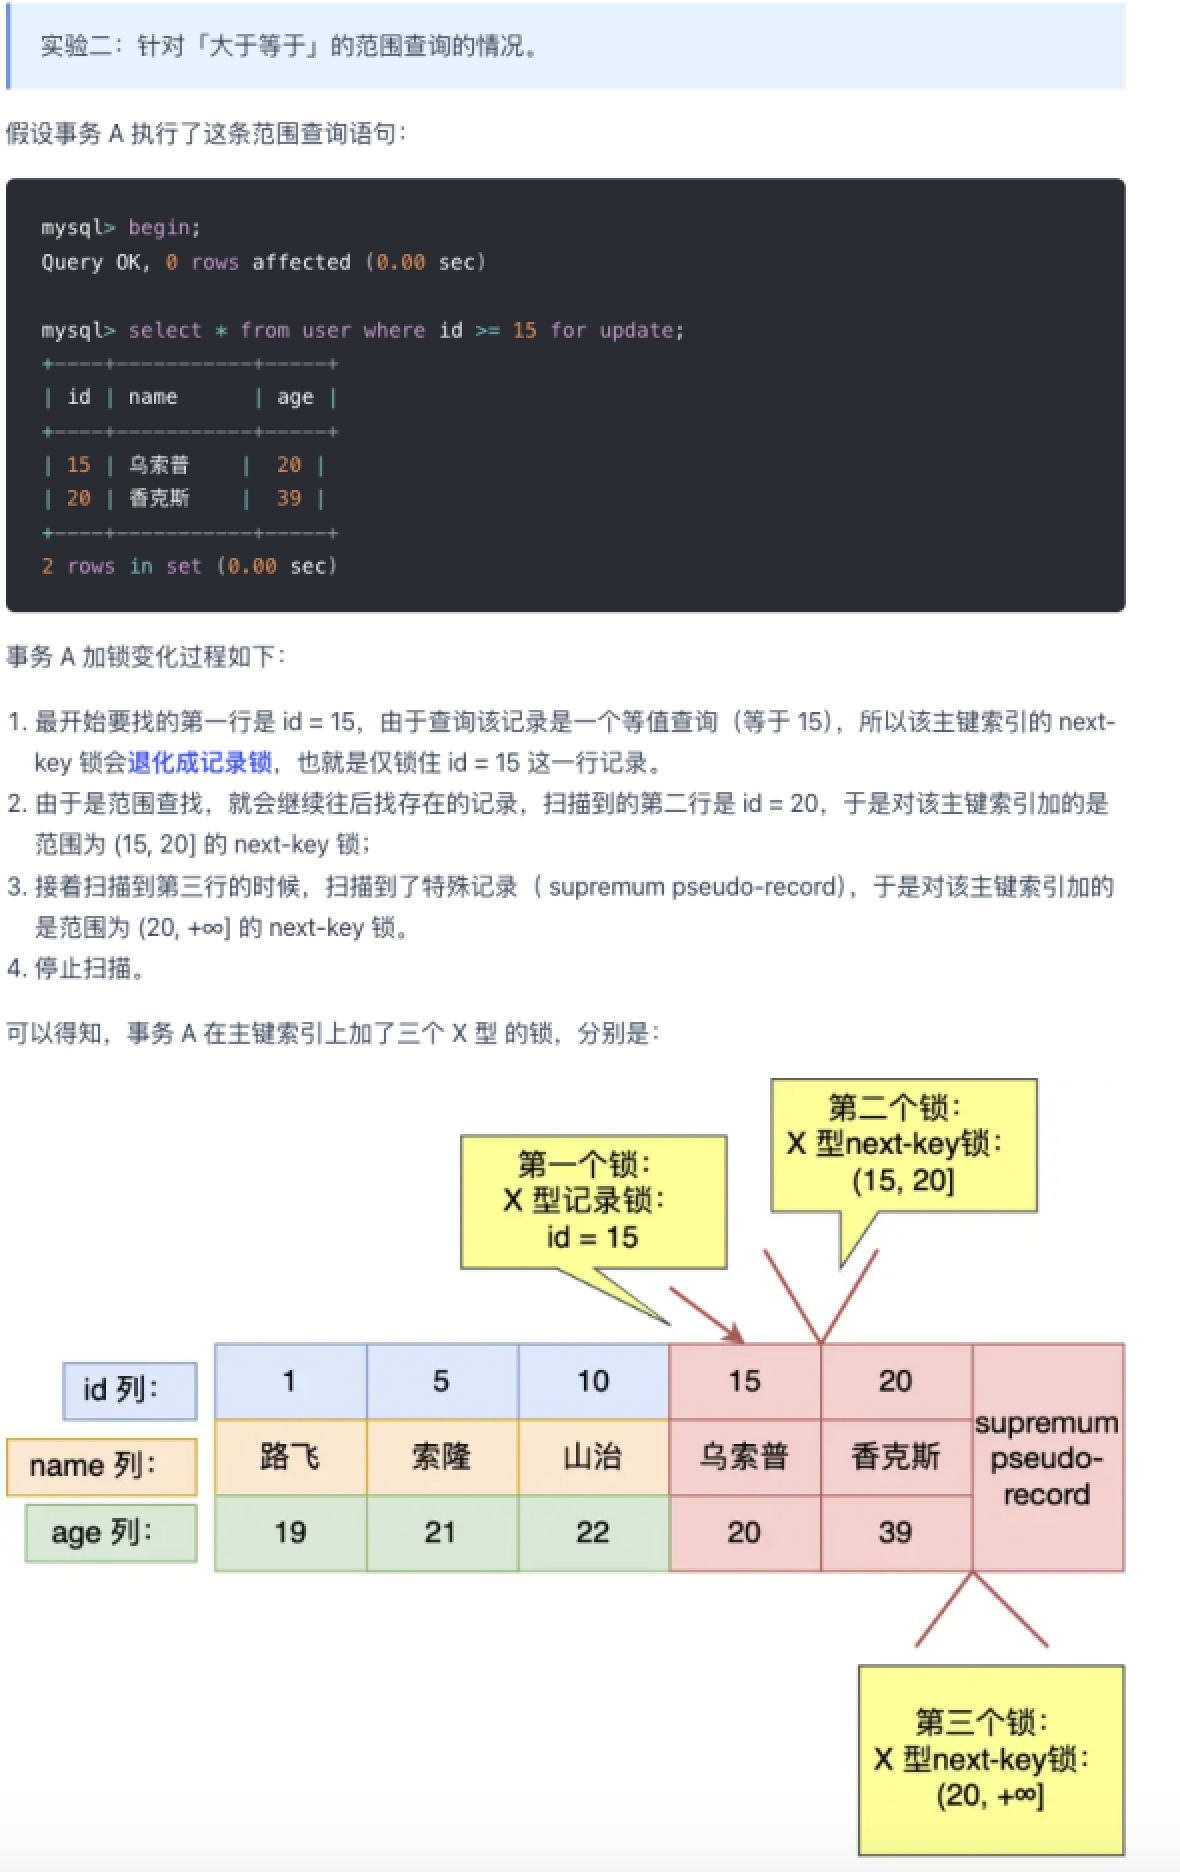 实验二：针对「大于等于」的范围查询的情况。
假设事务 A 执行了这条范围查询语句：
mysql> begin;
Query OK, 0 rows affected (0.00 sec)
mysql> select * from user where id >= 15 for update;
+----+-----------+-----+
| id | name      | age |
+----+-----------+-----+
| 15 | 乌索普    |  20 |
| 20 | 香克斯    |  39 |
+----+-----------+-----+
2 rows in set (0.00 sec)
事务 A 加锁变化过程如下：
1. 最开始要找的第一行是 id = 15，由于查询该记录是一个等值查询（等于 15），所以该主键索引的 next-
key 锁会退化成记录锁，也就是仅锁住 id = 15 这一行记录。
2. 由于是范围查找，就会继续往后找存在的记录，扫描到的第二行是 id = 20，于是对该主键索引加的是
范围为 (15, 20] 的 next-key 锁；
3. 接着扫描到第三行的时候，扫描到了特殊记录（ supremum pseudo-record），于是对该主键索引加的
是范围为 (20, +∞] 的 next-key 锁。
4. 停止扫描。
可以得知，事务 A 在主键索引上加了三个 X 型 的锁，分别是：
第二个锁：
X 型next-key锁：
(15, 20]
第一个锁：
X 型记录锁：
id = 15
id 列： 1 5 10 15 20
name 列： 路飞 索隆 山治 乌索普 香克斯
age 列： 19 21 22 20 39
supremum
pseudo-
record
第三个锁：
X 型next-key锁：
(20, +∞]